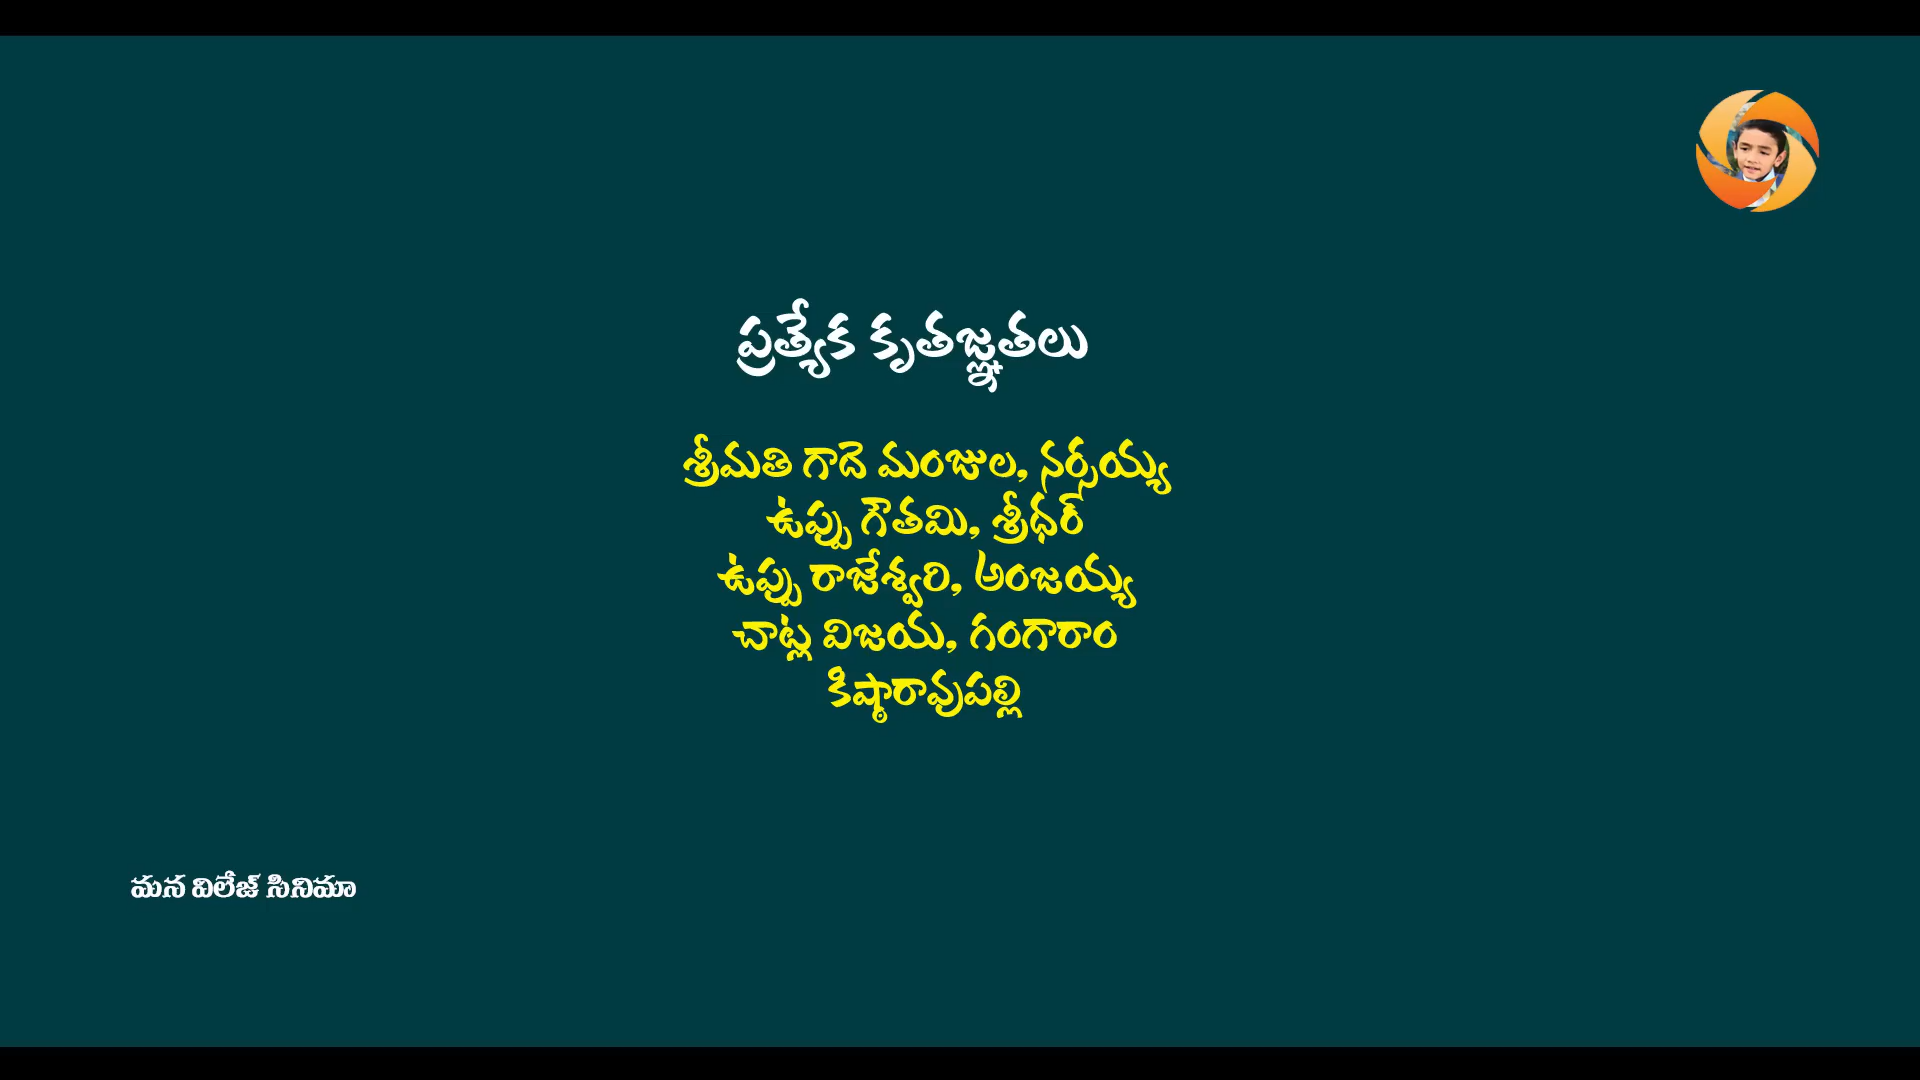 ప్రత్యేక కృతజ్ఞతలు
శ్రీమతి గాదె మంజుల, నర్సయ్య
ఉప్పు గౌతమి, శ్రీధర్
ఉప్పు రాజేశ్వరి, అంజయ్య
చాట్ల విజయ, గంగారాం
కిష్ఠారావుపల్లి
మన విలేజ్ సినిమా